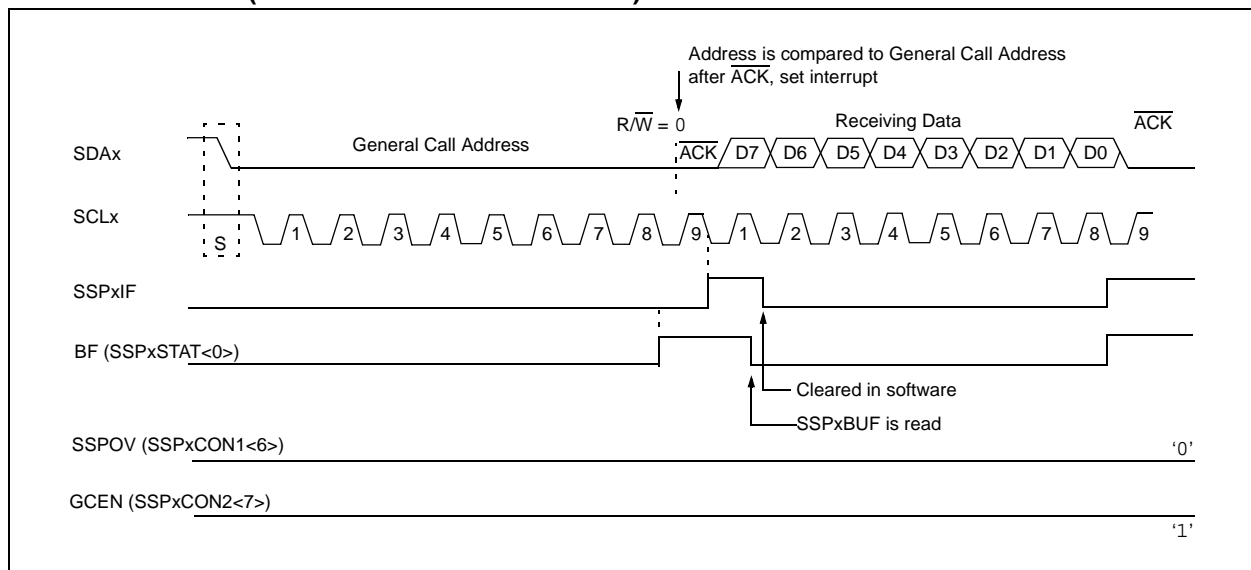 Address is compared to General Call Address
after ACK, set interrupt
R/W = 0
Receiving Data
ACK
SDAx
General Call Address
ACK D7 D6 D5 D4 D3 D2 D1 D0
SCLx
S 1 2 3 4 5 6 7 8 9 1 2 3 4 5 6 7 8 9
SSPxIF
BF (SSPxSTAT<0>)
Cleared in software
SSPxBUF is read
SSPOV (SSPxCON1<6>)
‘0’
GCEN (SSPxCON2<7>)
‘1’